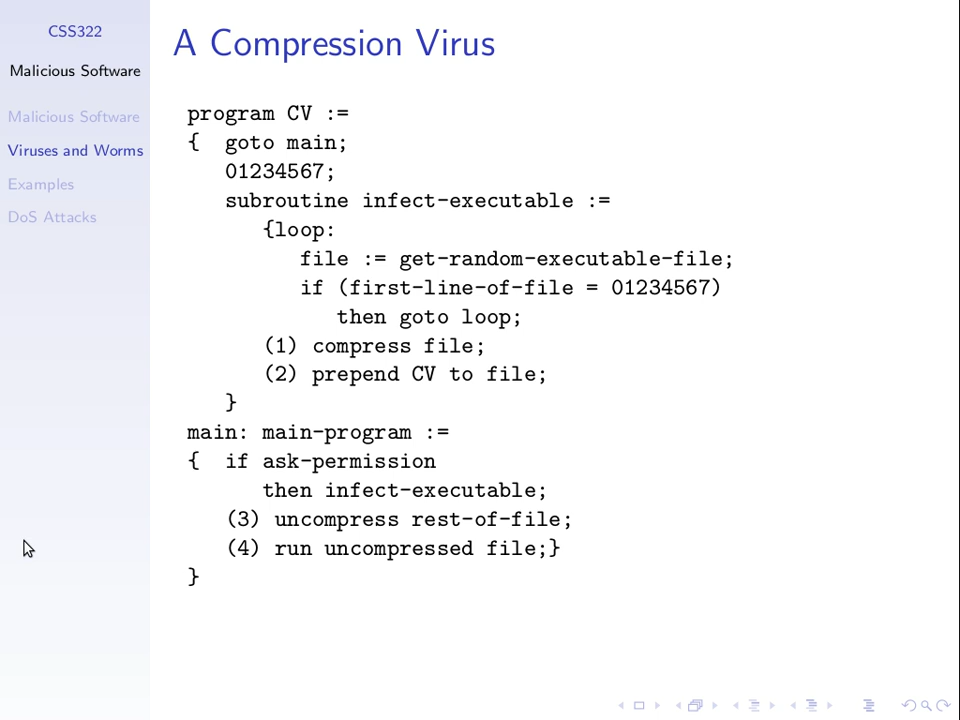 CSS322
Malicious Software
Malicious Software
Viruses and Worms
Examples
DoS Attacks
A Compression Virus
program CV :=
{ goto main;
01234567;
subroutine infect-executable :=
{loop:
file := get-random-executable-file;
if (first-line-of-file = 01234567)
then goto loop;
(1) compress file;
(2) prepend CV to file;
}
main: main-program :=
{ if ask-permission
then infect-executable;
(3) uncompress rest-of-file;
(4) run uncompressed file;}
}